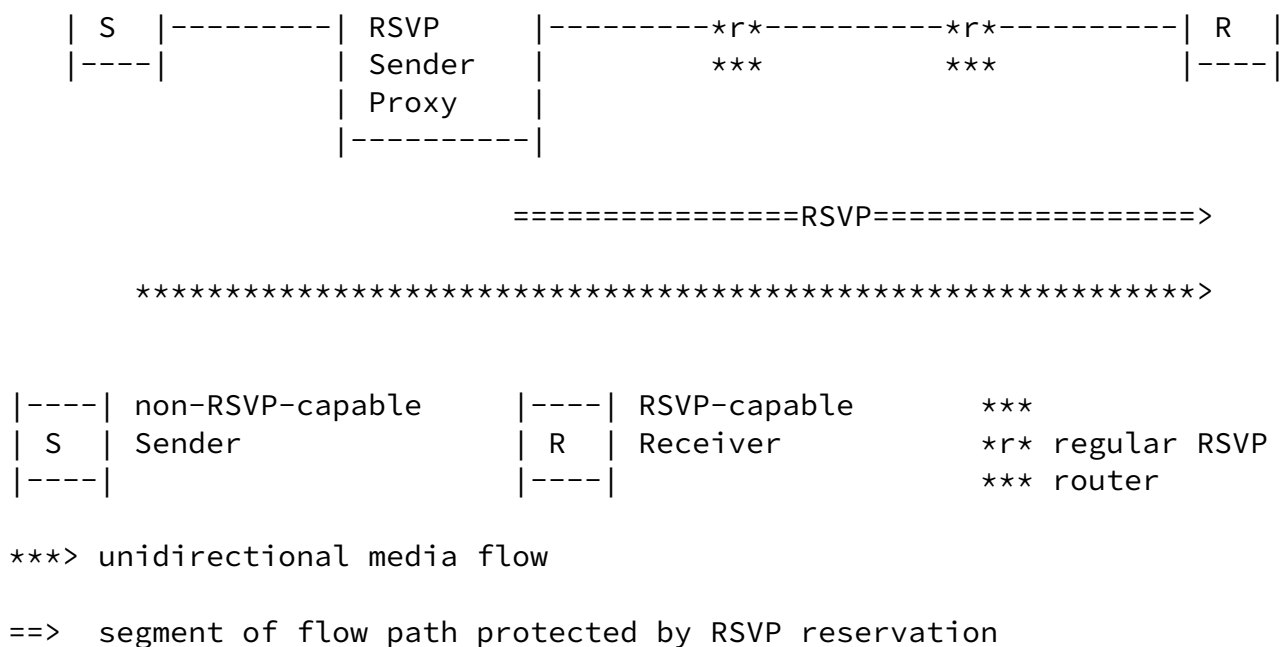 | S |---------| RSVP |---------*r*----------*r*----------| R |
|----| | Sender | *** *** |----|
| Proxy |
|----------|
================RSVP==================>
***********************************************************>
|----| non-RSVP-capable |----| RSVP-capable ***
| S | Sender | R | Receiver *r* regular RSVP
|----| |----| *** router
***> unidirectional media flow
==> segment of flow path protected by RSVP reservation